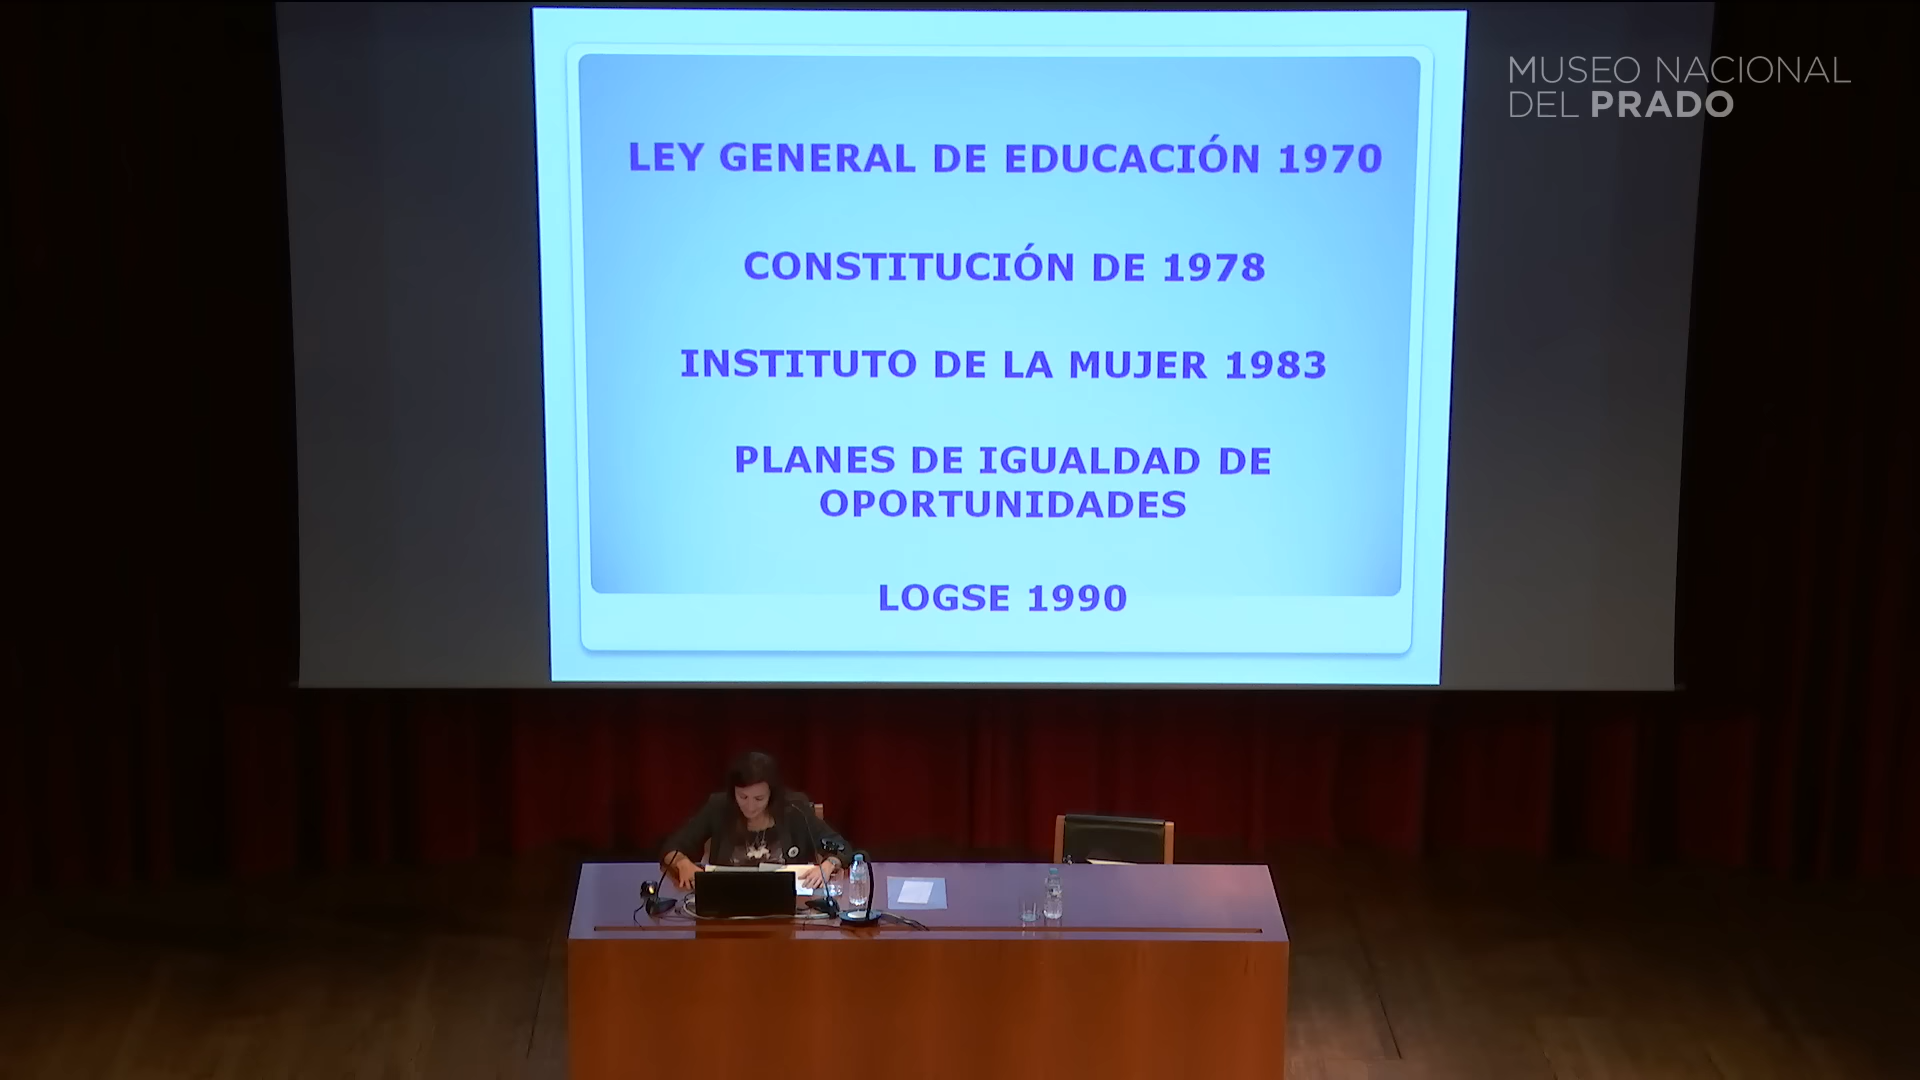 MUSEO NACIONAL
DEL PRADO
LEY GENERAL DE EDUCACIÓN 1970
CONSTITUCIÓN DE 1978
INSTITUTO DE LA MUJER 1983
PLANES DE IGUALDAD DE
OPORTUNIDADES
LOGSE 1990